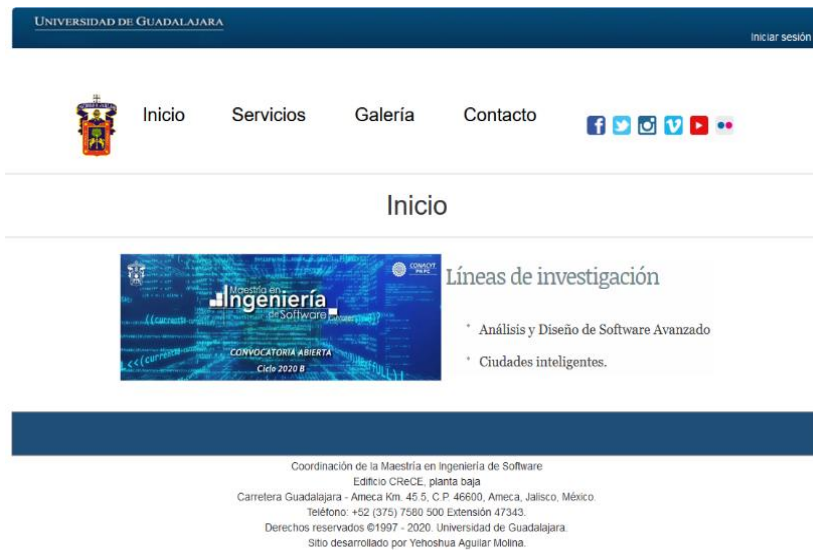 UNIVERSIDAD DE GUADALAJARA
Iniciar sesión
Inicio Servicios Galería Contacto
Inicio
CONACYT
PNPC
Maestría en
Ingeniería
de Software
CONVOCATORIA ABIERTA
Ciclo 2020 B
Líneas de investigación
Análisis y Diseño de Software Avanzado
Ciudades inteligentes.
Coordinación de la Maestría en Ingeniería de Software
Edificio CReCE, planta baja
Carretera Guadalajara - Ameca Km. 45.5, C.P. 46600, Ameca, Jalisco, México.
Teléfono: +52 (375) 7580 500 Extensión 47343.
Derechos reservados ©1997 - 2020. Universidad de Guadalajara.
Sitio desarrollado por Yehoshua Aguilar Molina.